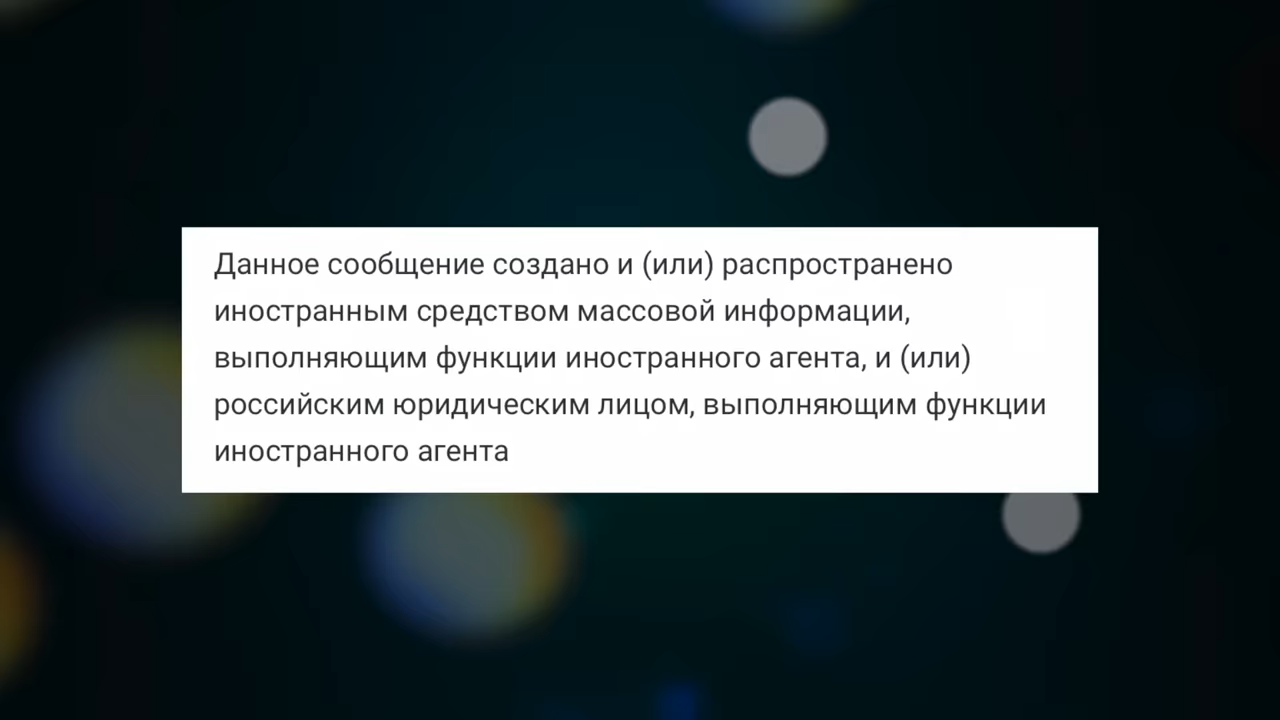 Данное сообщение создано и (или) распространено
иностранным средством массовой информации,
выполняющим функции иностранного агента, и (или)
российским юридическим лицом, выполняющим функции
иностранного агента